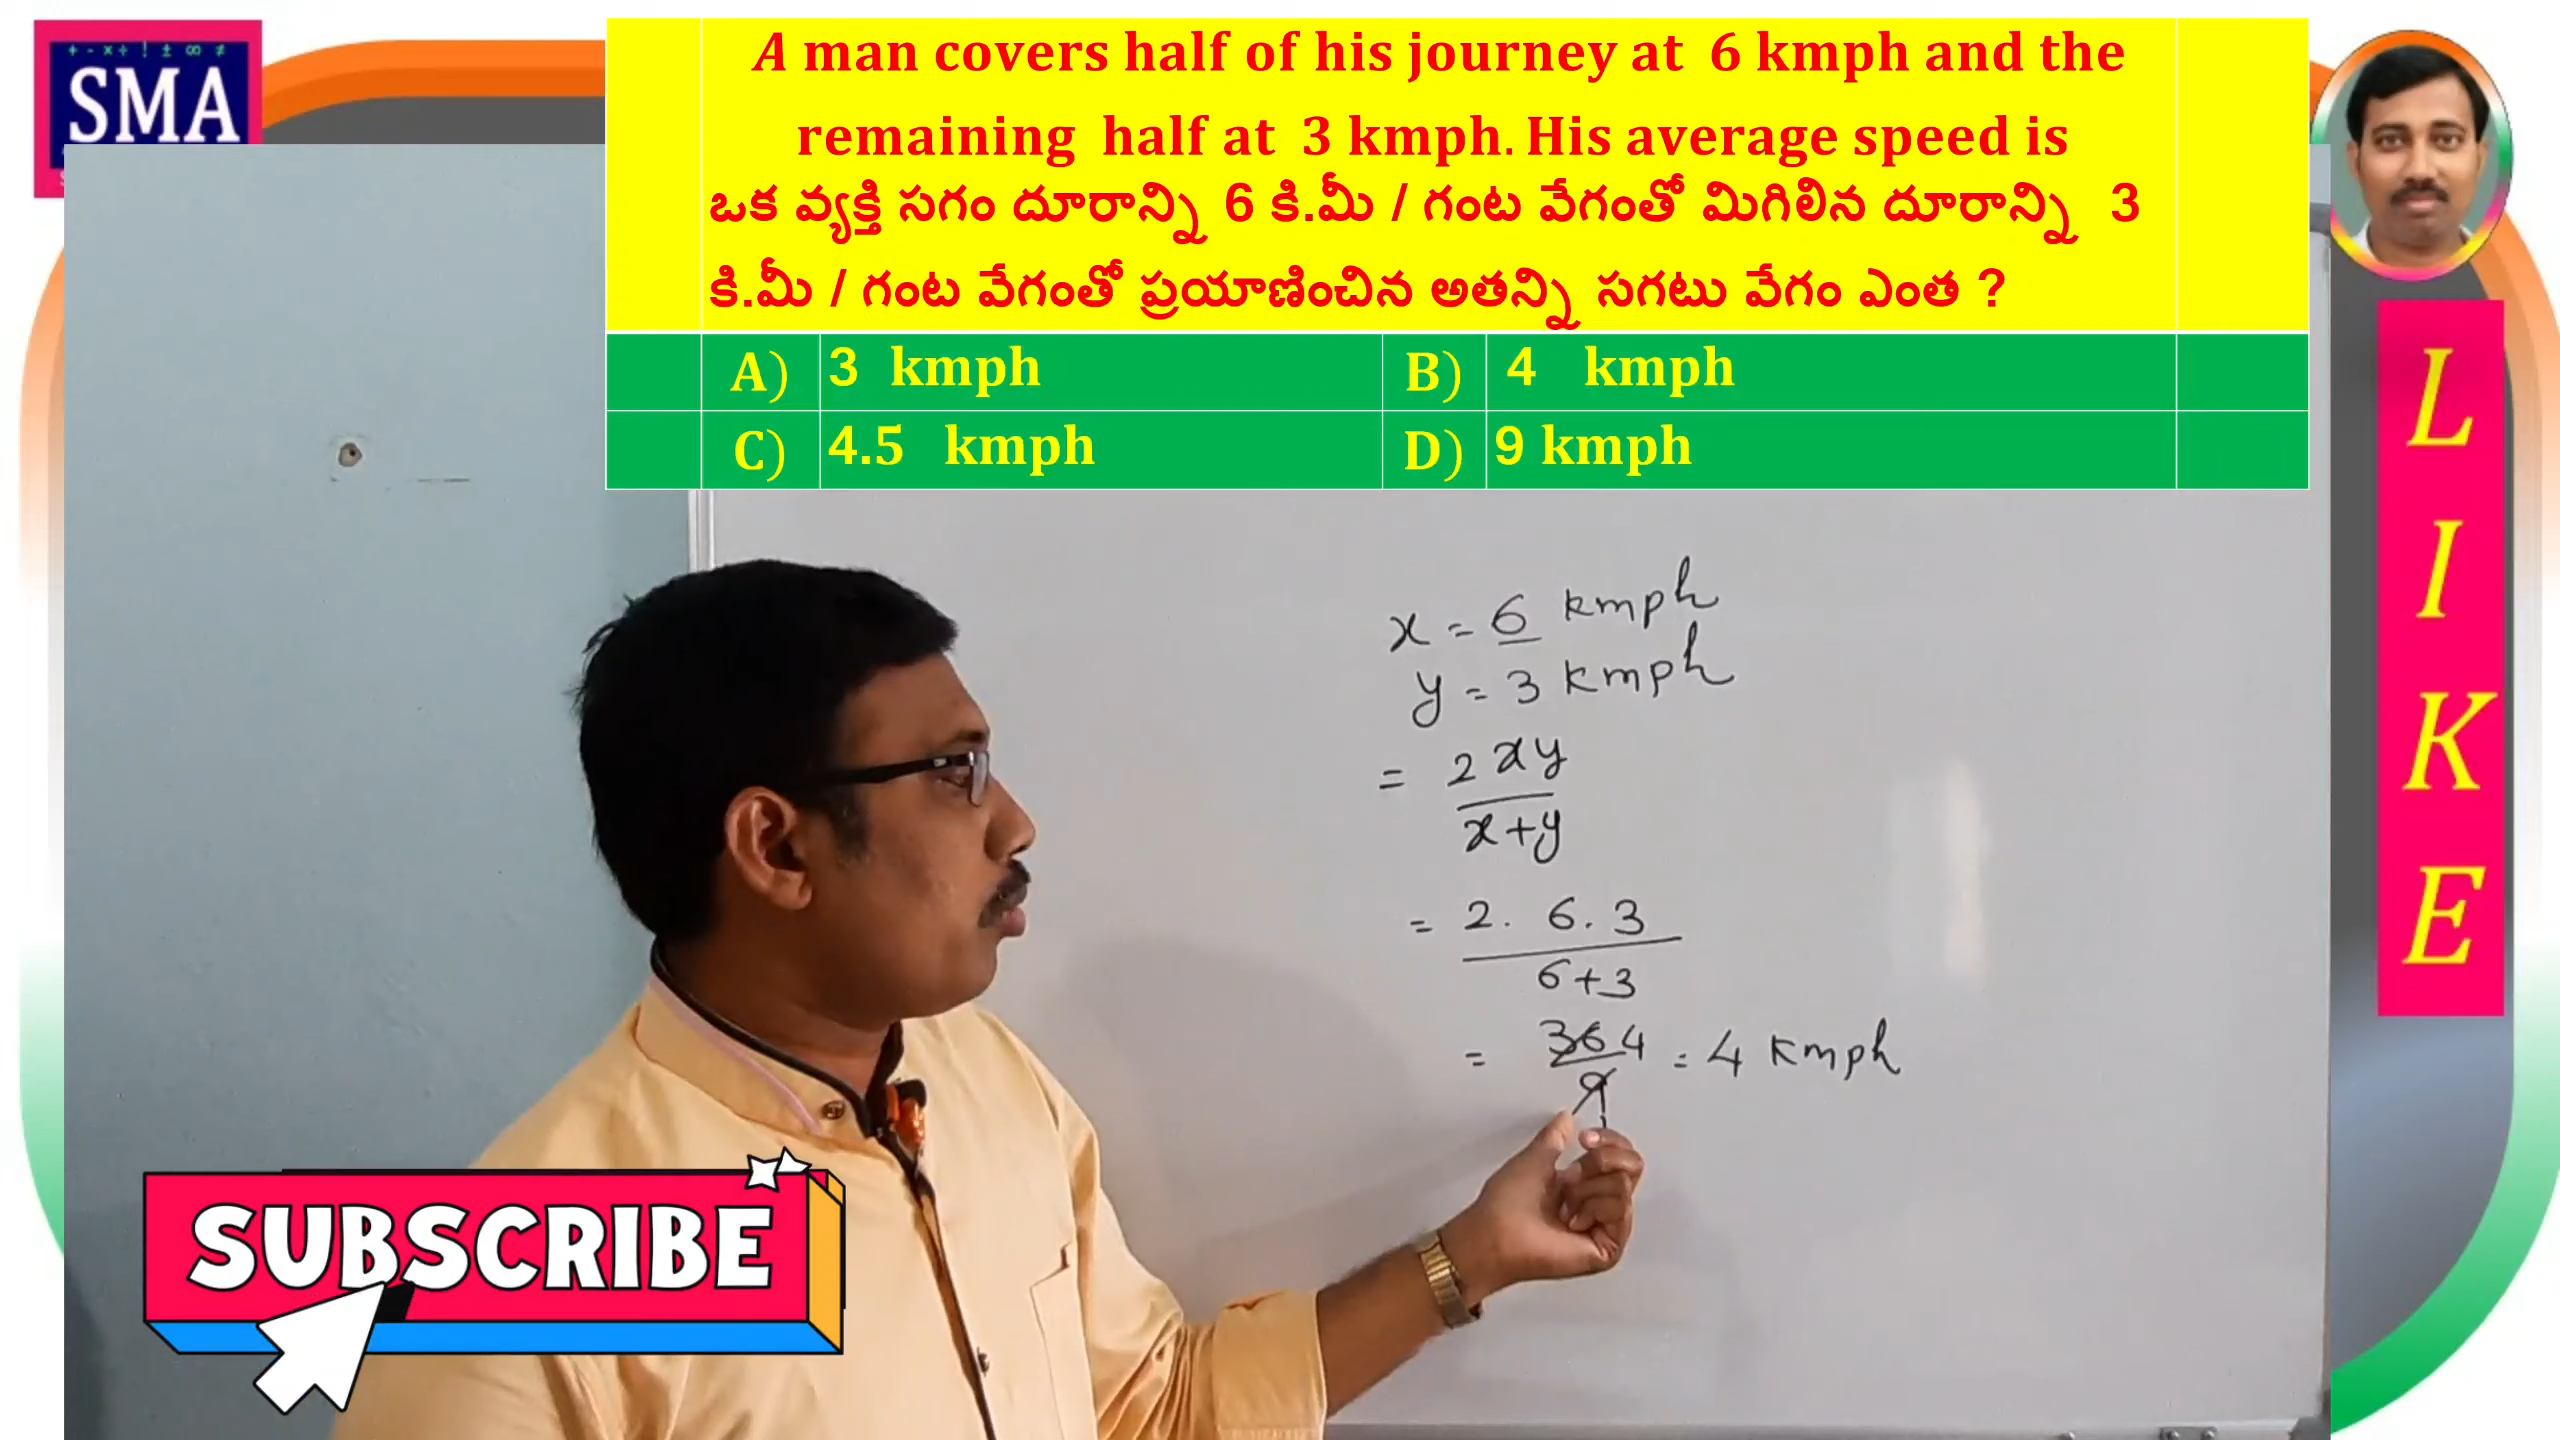 + - × ÷ ! ± ∞ ≠
SMA
A man covers half of his journey at 6 kmph and the
remaining half at 3 kmph. His average speed is
ఒక వ్యక్తి సగం దూరాన్ని 6 కి.మీ / గంట వేగంతో మిగిలిన దూరాన్ని 3
కి.మీ / గంట వేగంతో ప్రయాణించిన అతన్ని సగటు వేగం ఎంత ?
A) 3 kmph B) 4 kmph
C) 4.5 kmph D) 9 kmph
x = 6 kmph
y = 3 kmph
= 2xy
x+y
= 2. 6. 3
6+3
= 36 4 = 4 kmph
9 1
LIKE
SUBSCRIBE